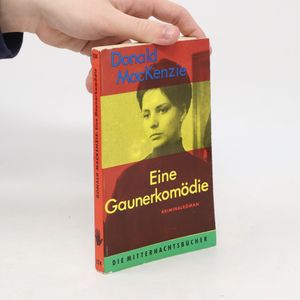 Donald
MacKenzie
Eine
Gaunerkomödie
KRIMINALROMAN
DIE MITTERNACHTSBÜCHER